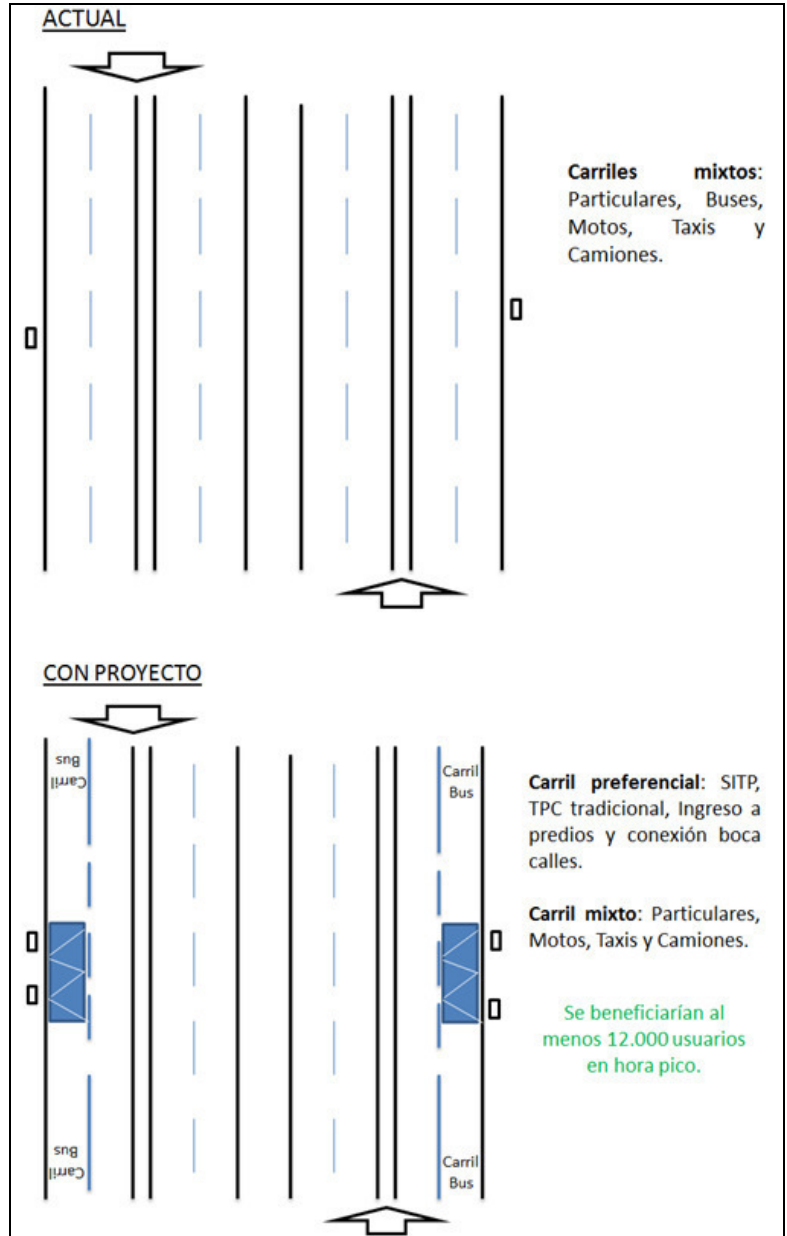 ACTUAL
Carriles mixtos:
Particulares, Buses,
Motos, Taxis y
Camiones.
CON PROYECTO
Carril
Bus
Carril
Bus
Carril preferencial: SITP,
TPC tradicional, Ingreso a
predios y conexión boca
calles.
Carril mixto: Particulares,
Motos, Taxis y Camiones.
Se beneficiarían al
menos 12.000 usuarios
en hora pico.
Carril
Bus
Carril
Bus